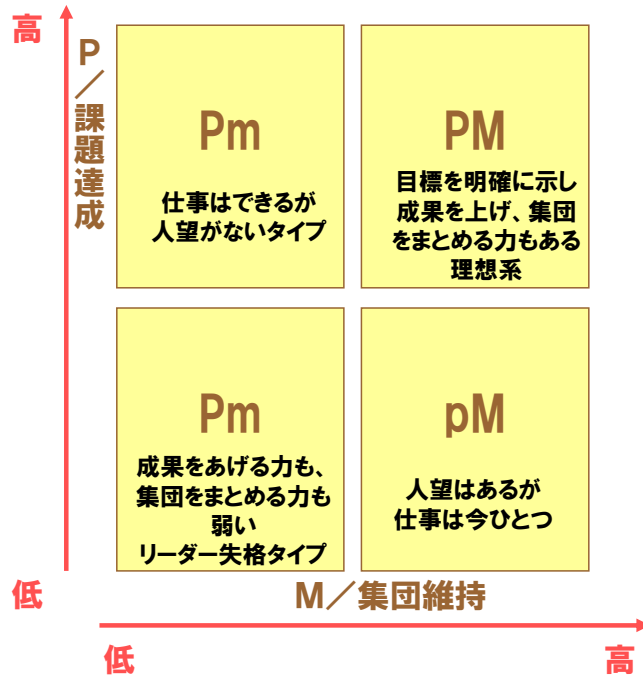 高
P／課題達成
Pm
仕事はできるが
人望がないタイプ
PM
目標を明確に示し
成果を上げ、集団
をまとめる力もある
理想系
Pm
成果をあげる力も、
集団をまとめる力も
弱い
リーダー失格タイプ
pM
人望はあるが
仕事は今ひとつ
低
M／集団維持
低
高